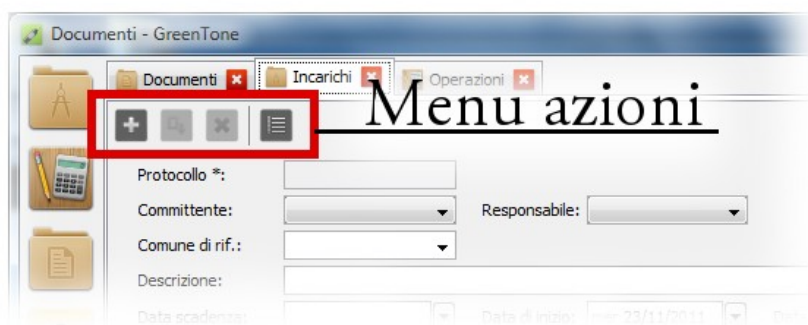 Documenti - GreenTone
Documenti Incarichi Operazioni
Menu azioni
Protocollo *:
Committente: Responsabile:
Comune di rif.:
Descrizione:
Data scadenza: Data di inizio: 23/11/2011 Data